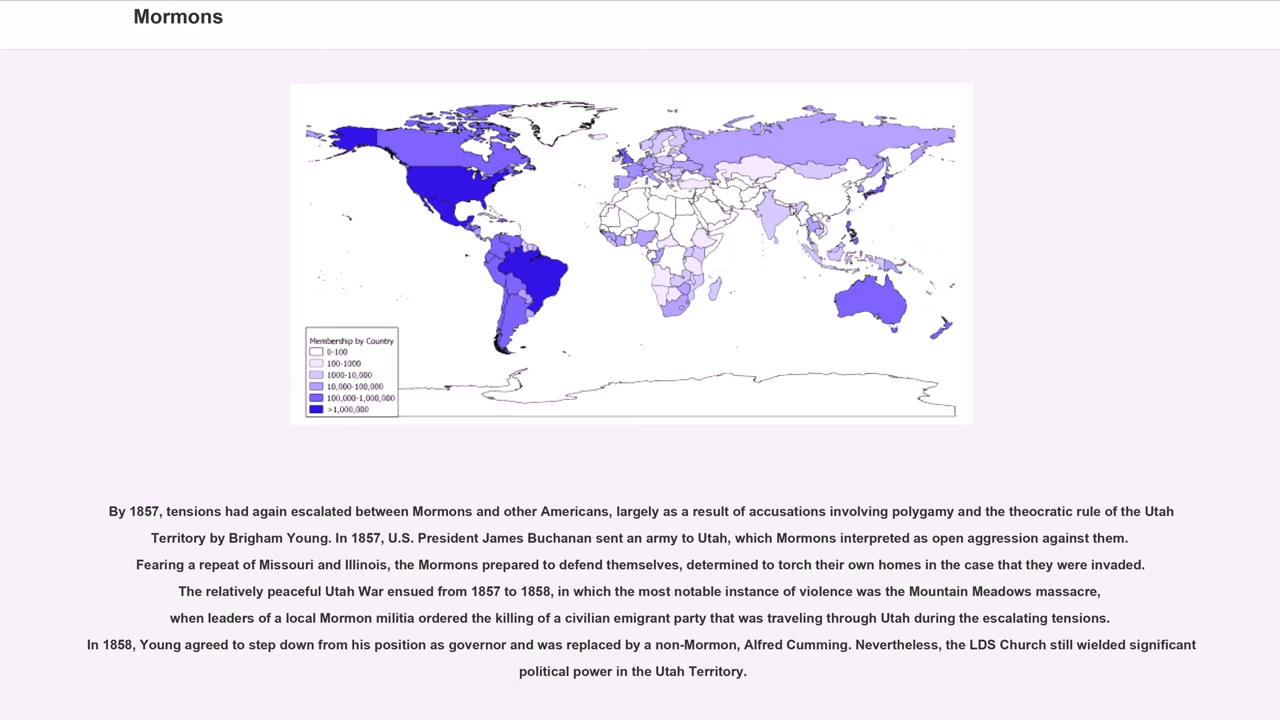 Mormons
Membership by Country
0-100
100-1000
1000-10,000
10,000-100,000
100,000-1,000,000
>1,000,000
By 1857, tensions had again escalated between Mormons and other Americans, largely as a result of accusations involving polygamy and the theocratic rule of the Utah
Territory by Brigham Young. In 1857, U.S. President James Buchanan sent an army to Utah, which Mormons interpreted as open aggression against them.
Fearing a repeat of Missouri and Illinois, the Mormons prepared to defend themselves, determined to torch their own homes in the case that they were invaded.
The relatively peaceful Utah War ensued from 1857 to 1858, in which the most notable instance of violence was the Mountain Meadows massacre,
when leaders of a local Mormon militia ordered the killing of a civilian emigrant party that was traveling through Utah during the escalating tensions.
In 1858, Young agreed to step down from his position as governor and was replaced by a non-Mormon, Alfred Cumming. Nevertheless, the LDS Church still wielded significant
political power in the Utah Territory.